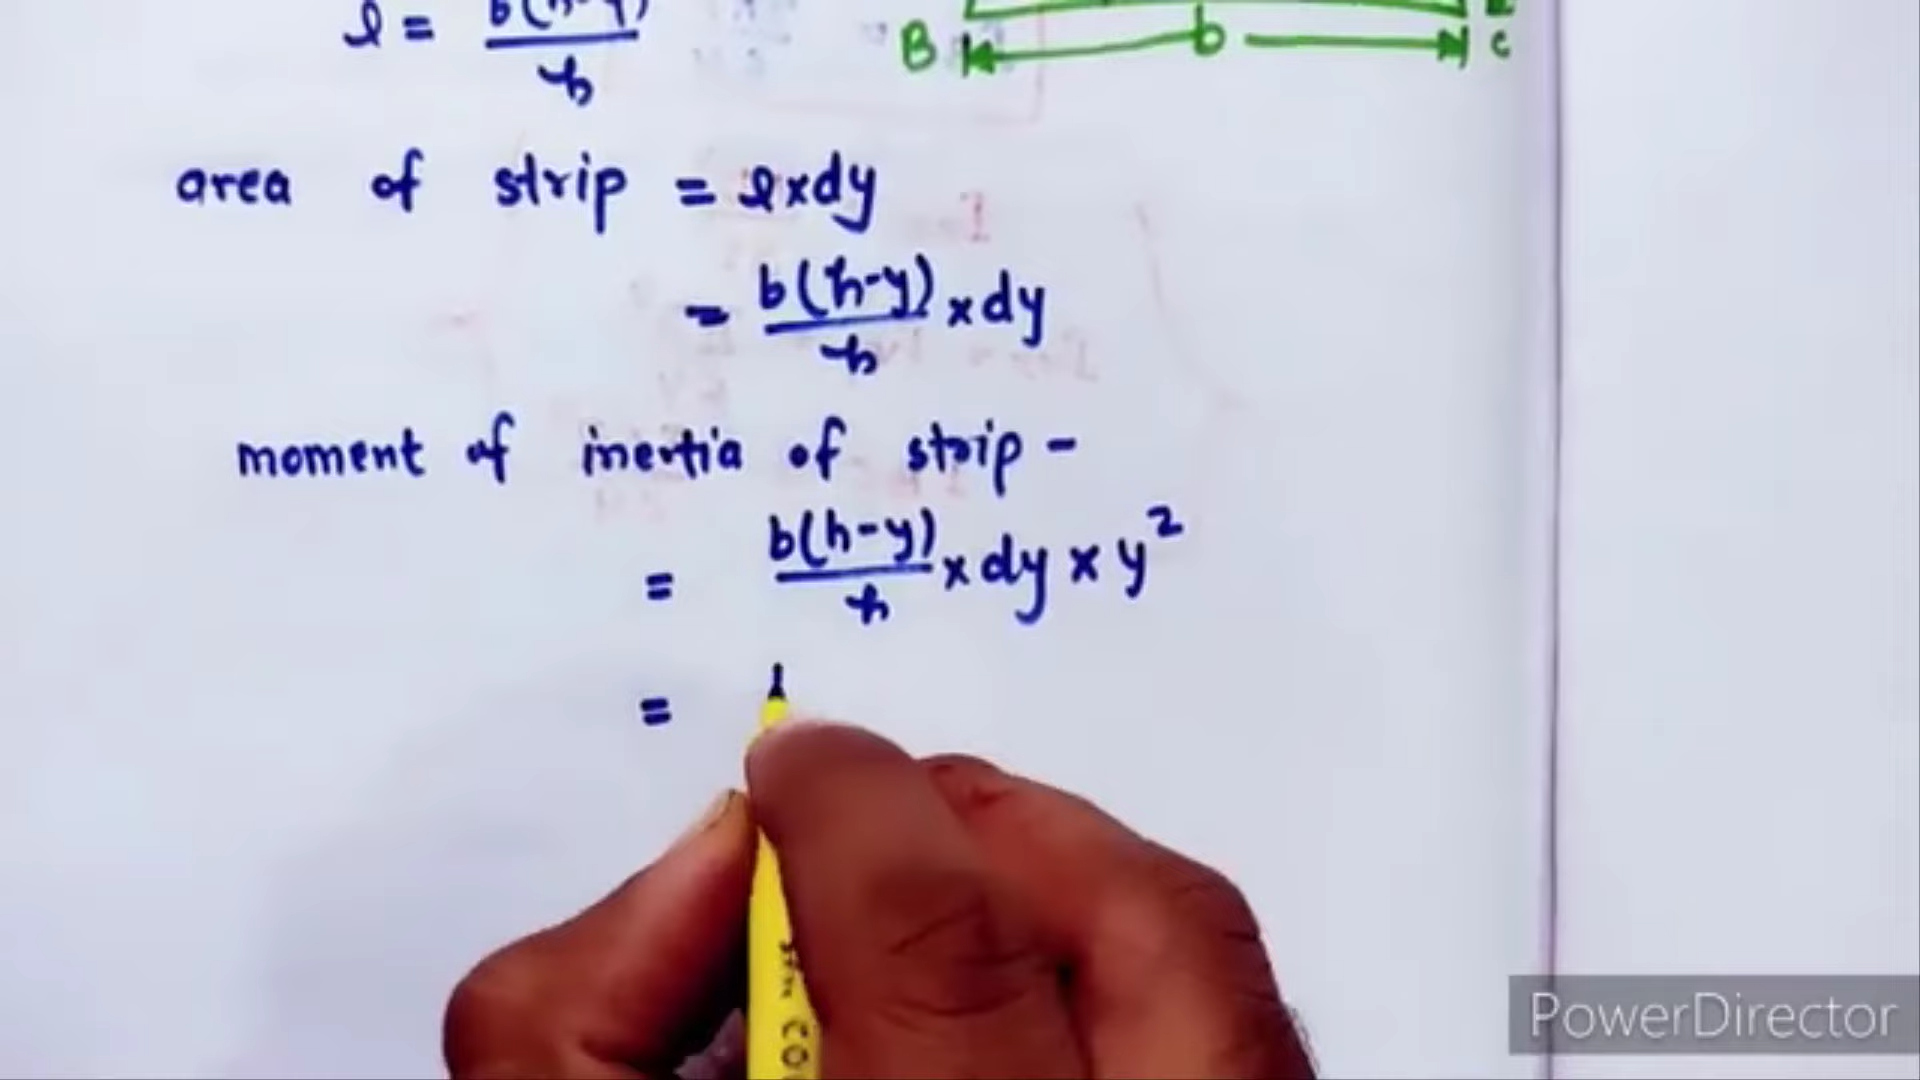 l = b(h-y)/h
B b C
area of strip = l×dy
= b(h-y)/h × dy
moment of inertia of strip -
= b(h-y)/h × dy × y²
=
PowerDirector